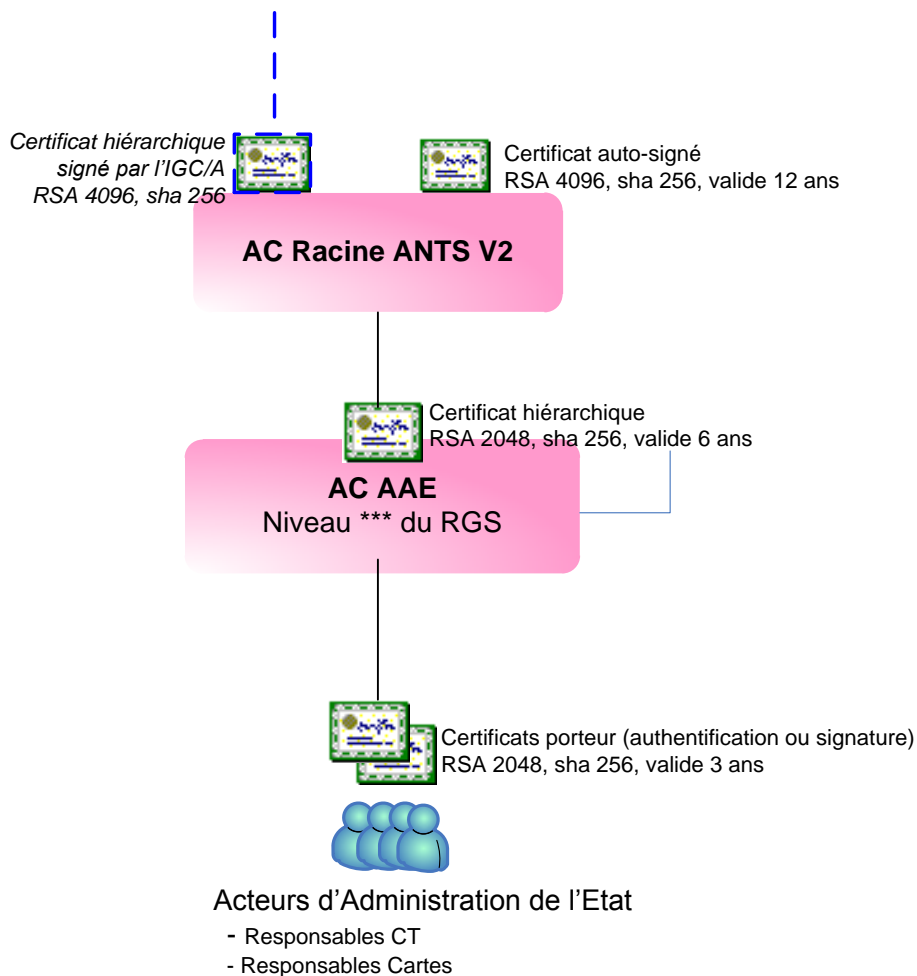 Certificat hiérarchique
signé par l'IGC/A
RSA 4096, sha 256
Certificat auto-signé
RSA 4096, sha 256, valide 12 ans
AC Racine ANTS V2
Certificat hiérarchique
RSA 2048, sha 256, valide 6 ans
AC AAE
Niveau *** du RGS
Certificats porteur (authentification ou signature)
RSA 2048, sha 256, valide 3 ans
Acteurs d'Administration de l'Etat
- Responsables CT
- Responsables Cartes